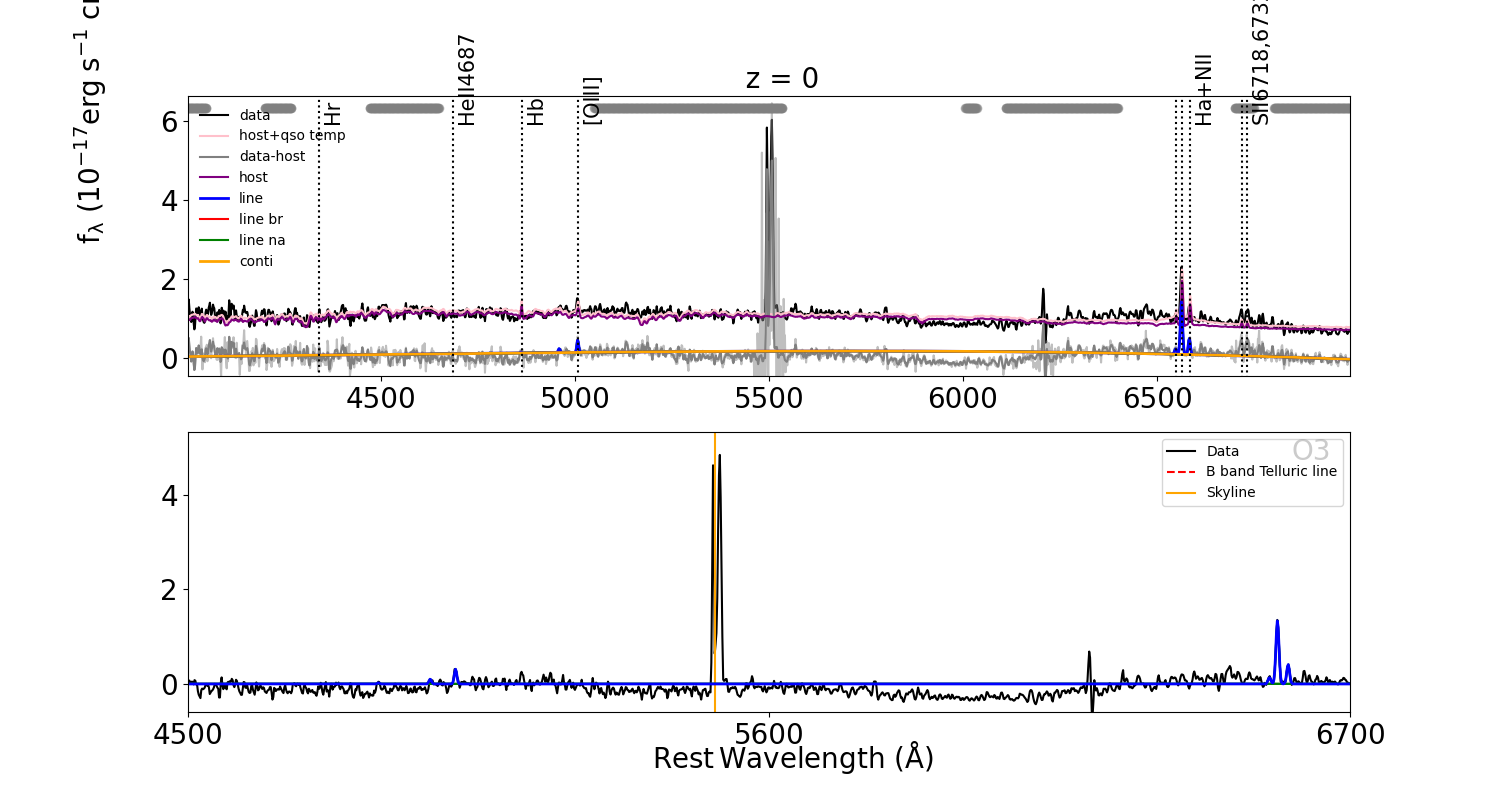 z = 0
fλ (10−17erg s−1 c
Hr
HeII4687
Hb
[OIII]
Ha+NII
SII6718,673
data
host+qso temp
data-host
host
line
line br
line na
conti
6
4
2
0
4500
5000
5500
6000
6500
O3
Data
B band Telluric line
Skyline
4
2
0
4500
5600
6700
Rest Wavelength (Å)